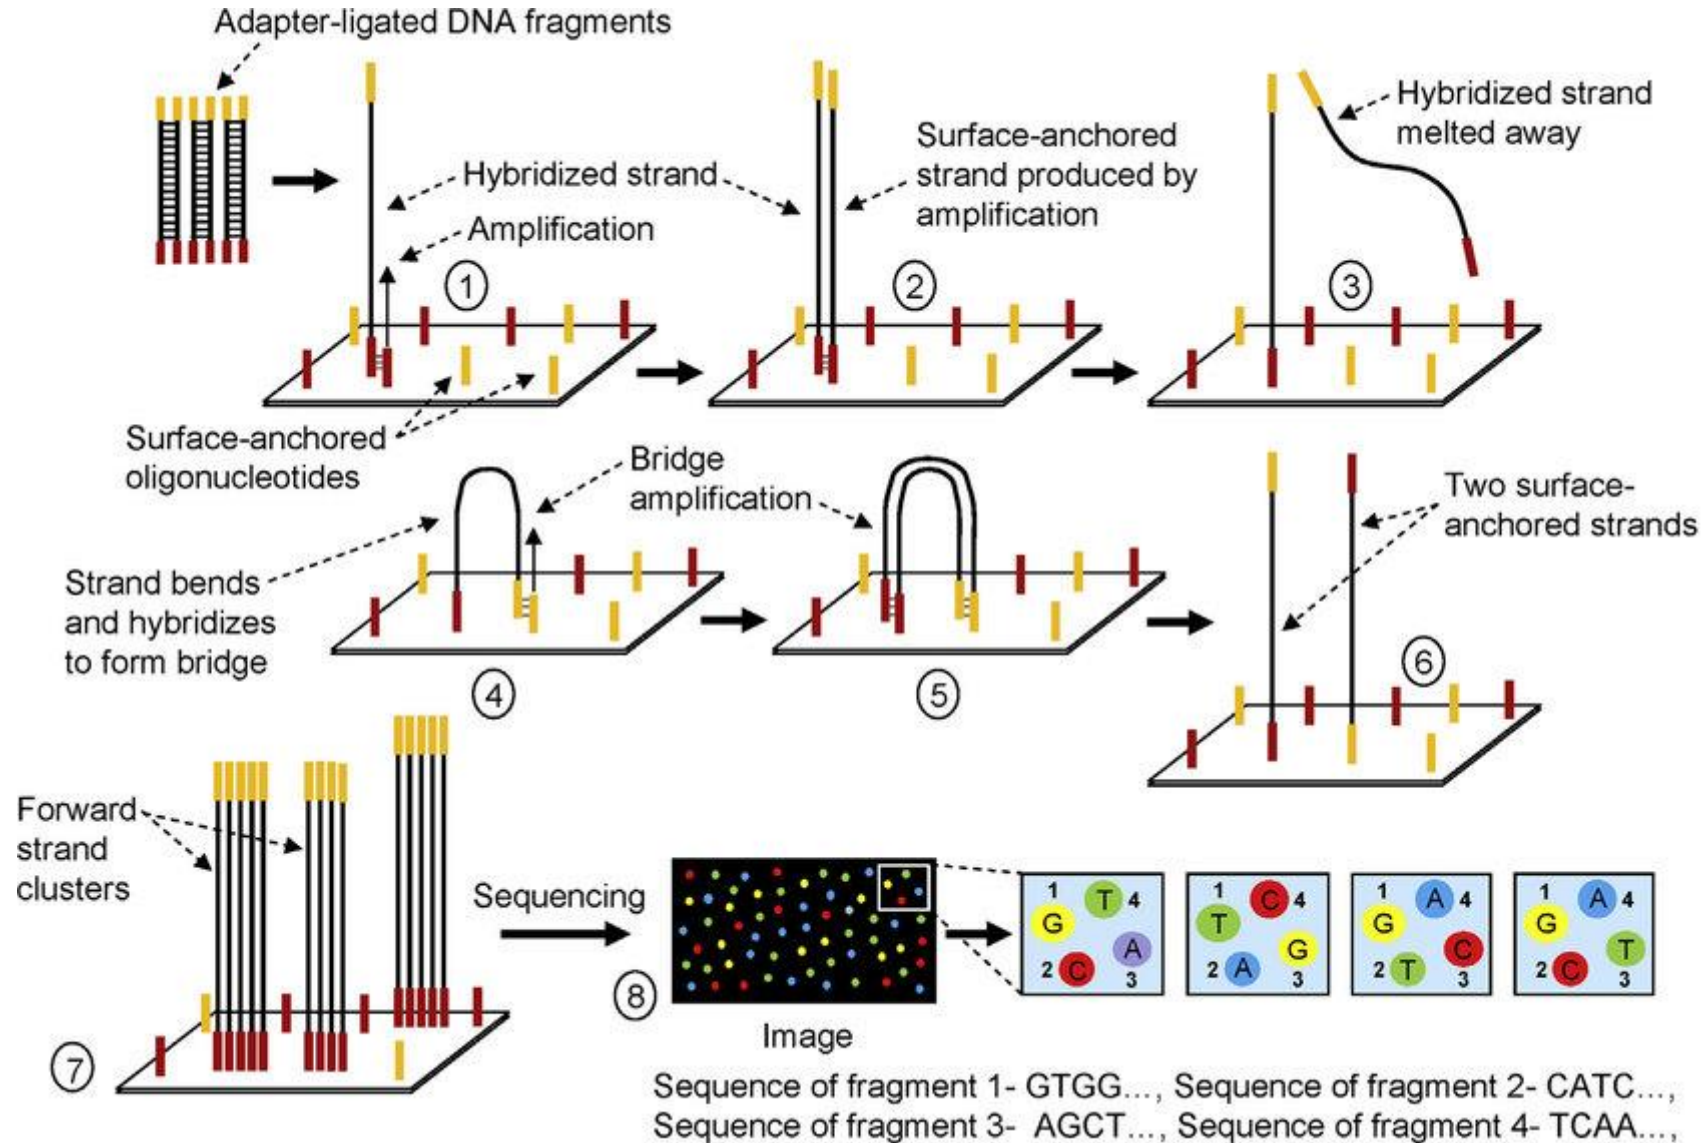 Adapter-ligated DNA fragments
Hybridized strand
Amplification
1
Surface-anchored
oligonucleotides
Surface-anchored
strand produced by
amplification
2
Hybridized strand
melted away
3
Strand bends
and hybridizes
to form bridge
4
Bridge
amplification
5
Two surface-
anchored strands
6
Forward
strand
clusters
7
Sequencing
8
Image
1 T 4
G
A
2 C 3
1 C 4
T
G
2 A 3
1 A 4
G
C
2 T 3
1 A 4
G
T
2 C 3
Sequence of fragment 1- GTGG..., Sequence of fragment 2- CATC...,
Sequence of fragment 3- AGCT..., Sequence of fragment 4- TCAA...,